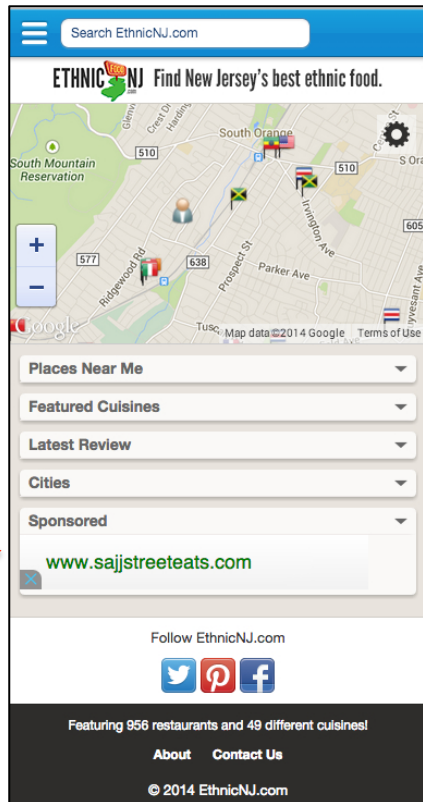 Search EthnicNJ.com
ETHNIC FOOD NJ Find New Jersey's best ethnic food.
South Orange
510
510
South Mountain
Reservation
605
577
638
Ridgewood Rd
Prospect St
Irvington Ave
Parker Ave
+
−
Google
Map data ©2014 Google Terms of Use
Places Near Me
Featured Cuisines
Latest Review
Cities
Sponsored
www.sajjstreeteats.com
Follow EthnicNJ.com
Featuring 956 restaurants and 49 different cuisines!
About Contact Us
© 2014 EthnicNJ.com